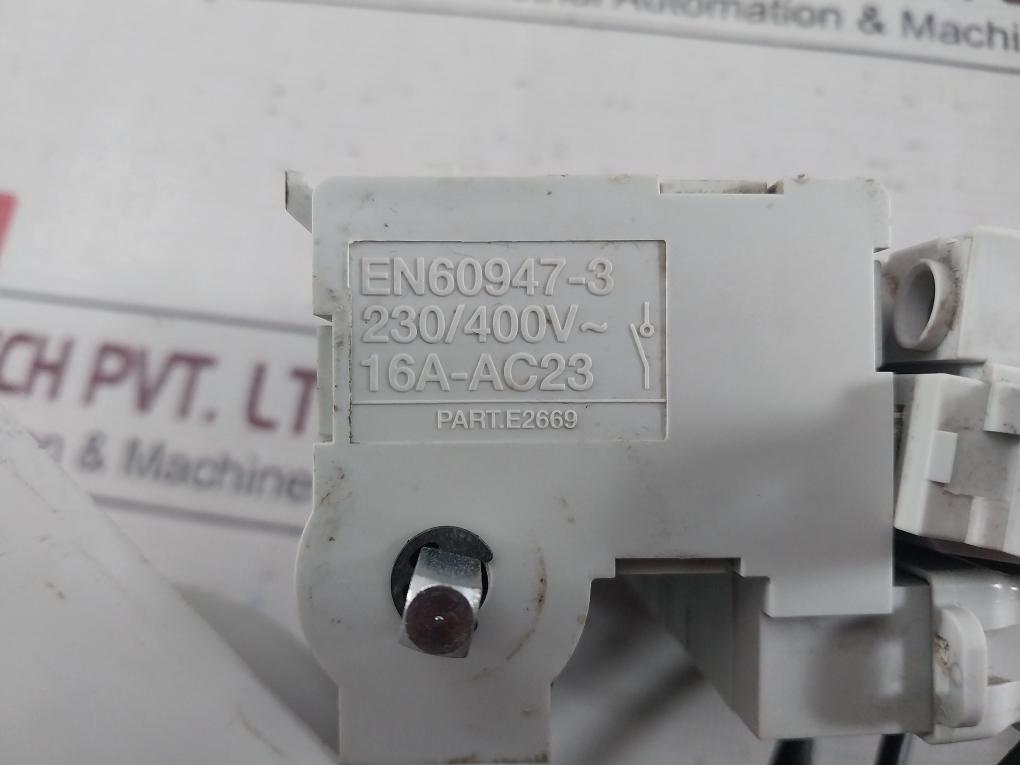 Automation & Machi
EN60947-3
230/400V~
16A-AC23
PART.E2669
CH PVT. LT
& Machine